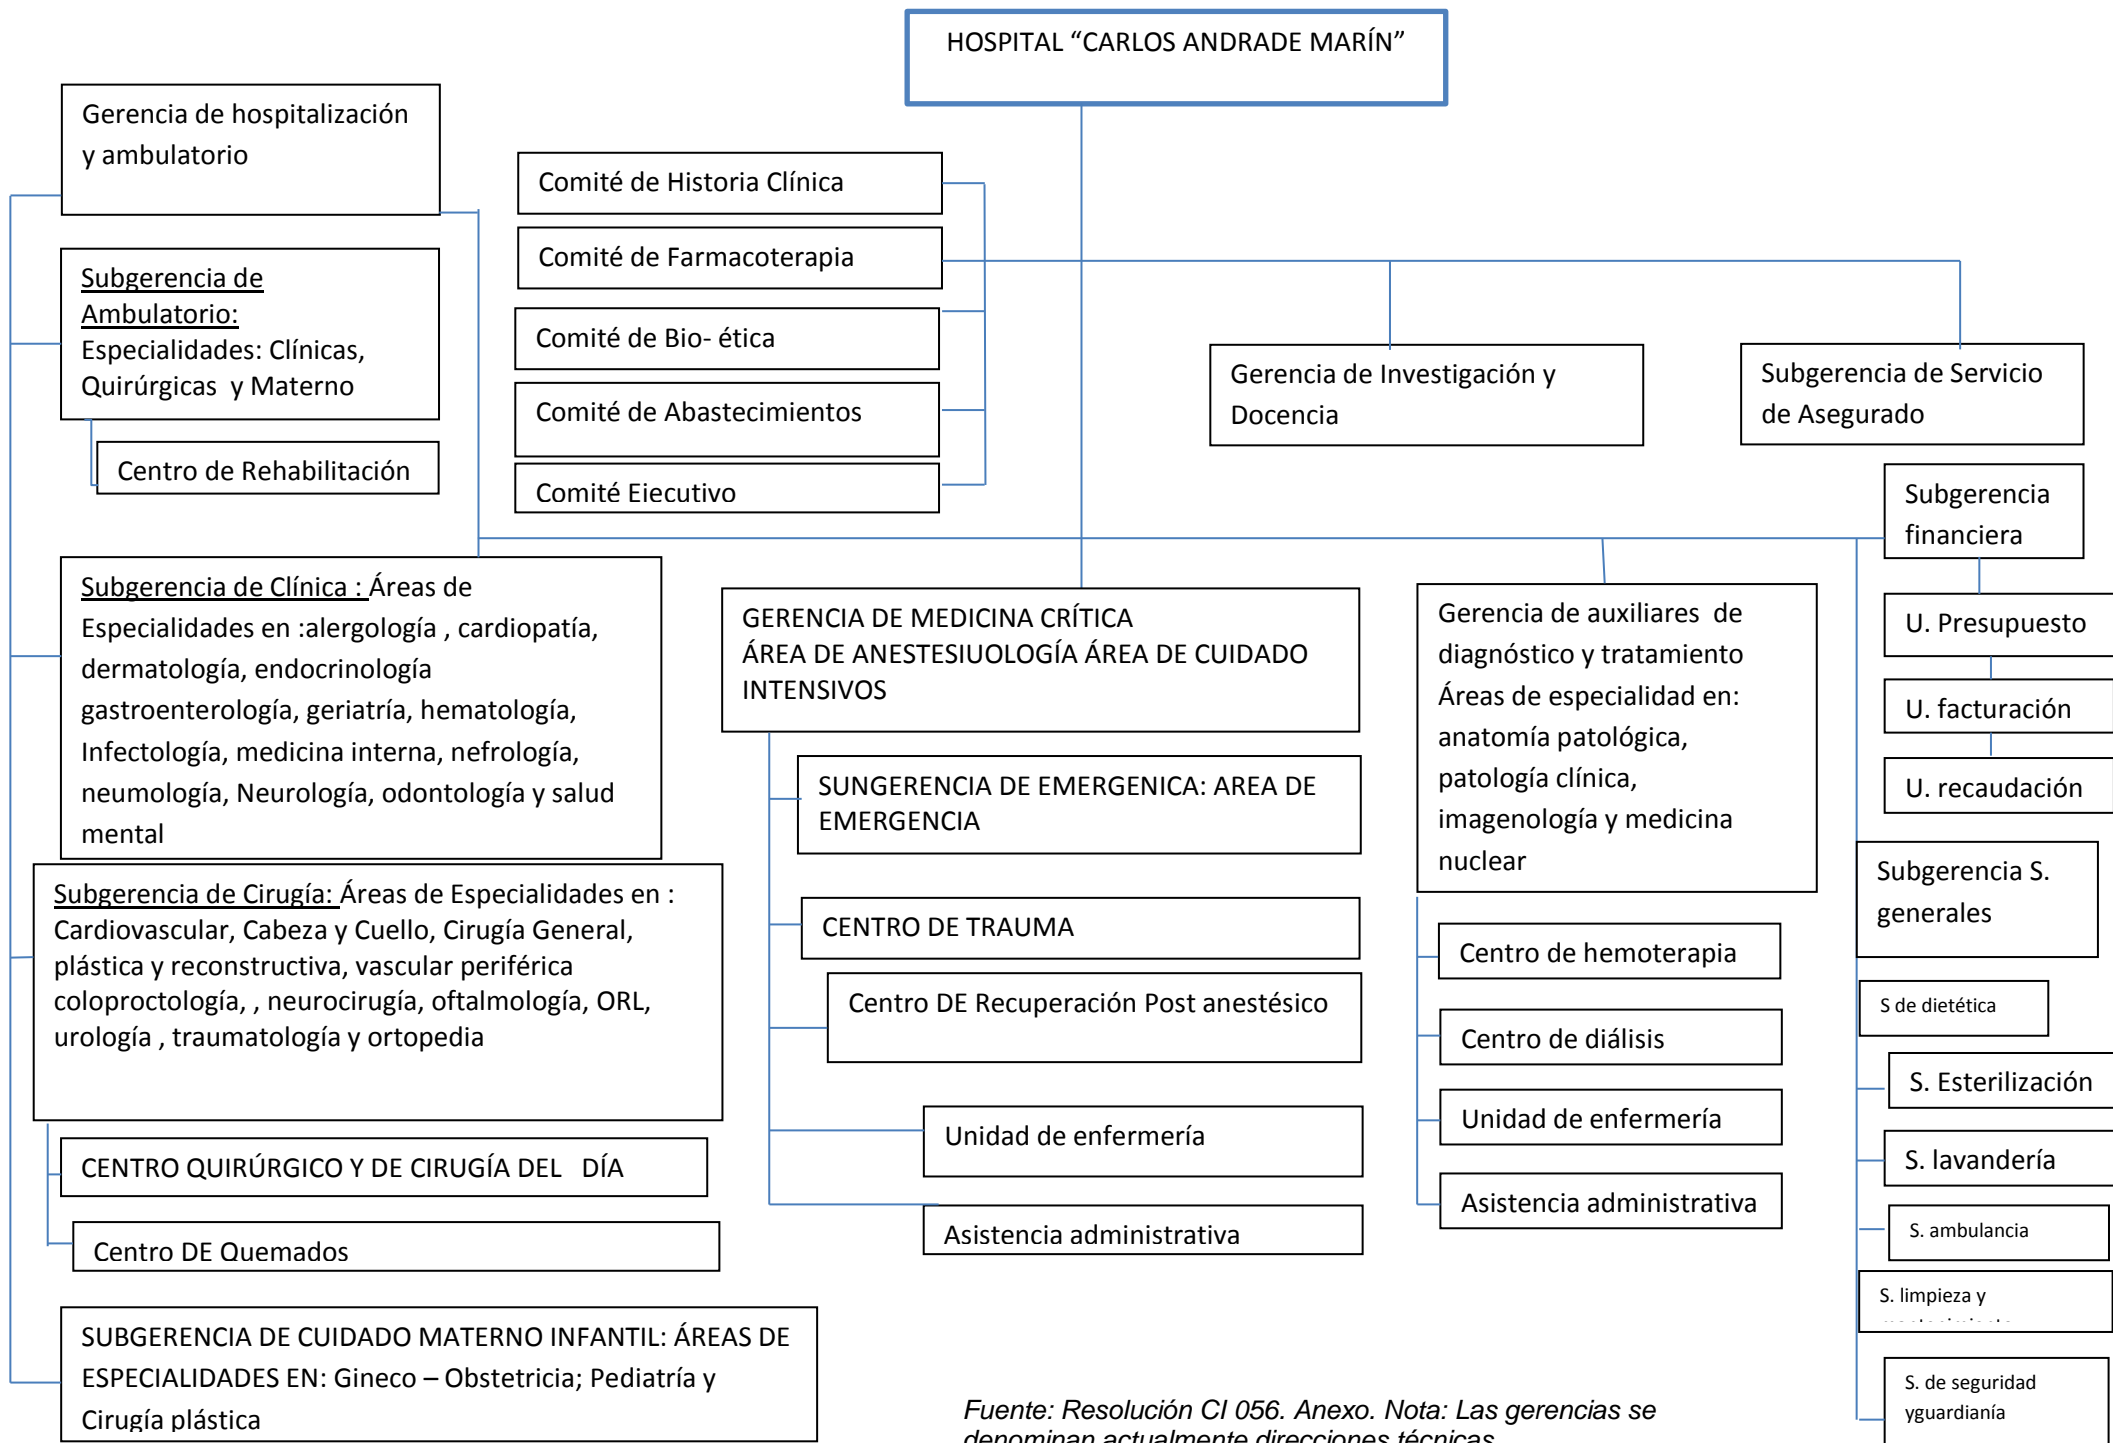 HOSPITAL “CARLOS ANDRADE MARÍN”
Gerencia de hospitalización
y ambulatorio
Comité de Historia Clínica
Comité de Farmacoterapia
Comité de Bio- ética
Comité de Abastecimientos
Comité Ejecutivo
Subgerencia de
Ambulatorio:
Especialidades: Clínicas,
Quirúrgicas y Materno
Centro de Rehabilitación
Gerencia de Investigación y
Docencia
Subgerencia de Servicio
de Asegurado
Subgerencia
financiera
U. Presupuesto
U. facturación
U. recaudación
Subgerencia de Clínica : Áreas de
Especialidades en :alergología , cardiopatía,
dermatología, endocrinología
gastroenterología, geriatría, hematología,
Infectología, medicina interna, nefrología,
neumología, Neurología, odontología y salud
mental
Subgerencia de Cirugía: Áreas de Especialidades en :
Cardiovascular, Cabeza y Cuello, Cirugía General,
plástica y reconstructiva, vascular periférica
coloproctología, , neurocirugía, oftalmología, ORL,
urología , traumatología y ortopedia
CENTRO QUIRÚRGICO Y DE CIRUGÍA DEL DÍA
Centro DE Quemados
SUBGERENCIA DE CUIDADO MATERNO INFANTIL: ÁREAS DE
ESPECIALIDADES EN: Gineco – Obstetricia; Pediatría y
Cirugía plástica
GERENCIA DE MEDICINA CRÍTICA
ÁREA DE ANESTESIUOLOGÍA ÁREA DE CUIDADO
INTENSIVOS
SUNGERENCIA DE EMERGENICA: AREA DE
EMERGENCIA
CENTRO DE TRAUMA
Centro DE Recuperación Post anestésico
Unidad de enfermería
Asistencia administrativa
Gerencia de auxiliares de
diagnóstico y tratamiento
Áreas de especialidad en:
anatomía patológica,
patología clínica,
imagenología y medicina
nuclear
Centro de hemoterapia
Centro de diálisis
Unidad de enfermería
Asistencia administrativa
Subgerencia S.
generales
S de dietética
S. Esterilización
S. lavandería
S. ambulancia
S. limpieza y
S. de seguridad
yguardianía
Fuente: Resolución CI 056. Anexo. Nota: Las gerencias se
denominan actualmente direcciones técnicas